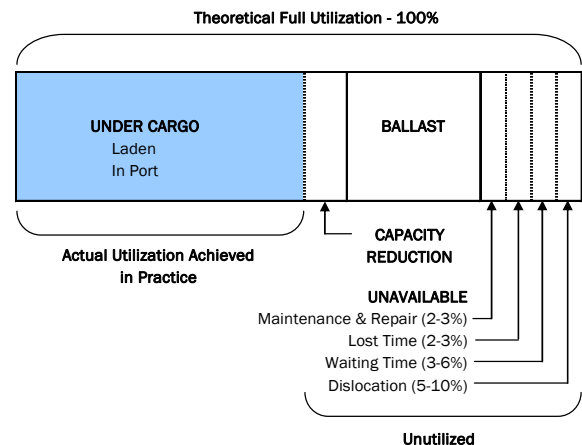 Theoretical Full Utilization - 100%
UNDER CARGO
Laden
In Port
BALLAST
Actual Utilization Achieved
in Practice
CAPACITY
REDUCTION
UNAVAILABLE
Maintenance & Repair (2-3%)
Lost Time (2-3%)
Waiting Time (3-6%)
Dislocation (5-10%)
Unutilized